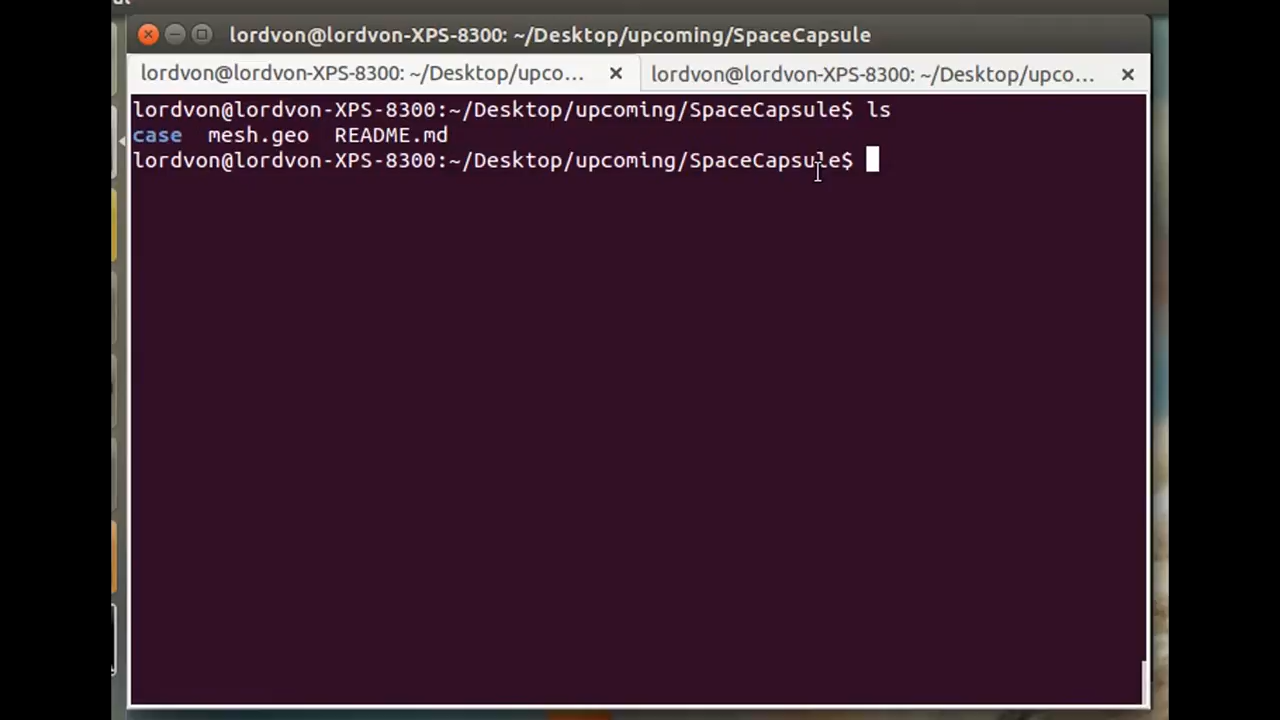 lordvon@lordvon-XPS-8300: ~/Desktop/upcoming/SpaceCapsule
lordvon@lordvon-XPS-8300: ~/Desktop/upco... lordvon@lordvon-XPS-8300: ~/Desktop/upco...
lordvon@lordvon-XPS-8300:~/Desktop/upcoming/SpaceCapsule$ ls
case mesh.geo README.md
lordvon@lordvon-XPS-8300:~/Desktop/upcoming/SpaceCapsule$